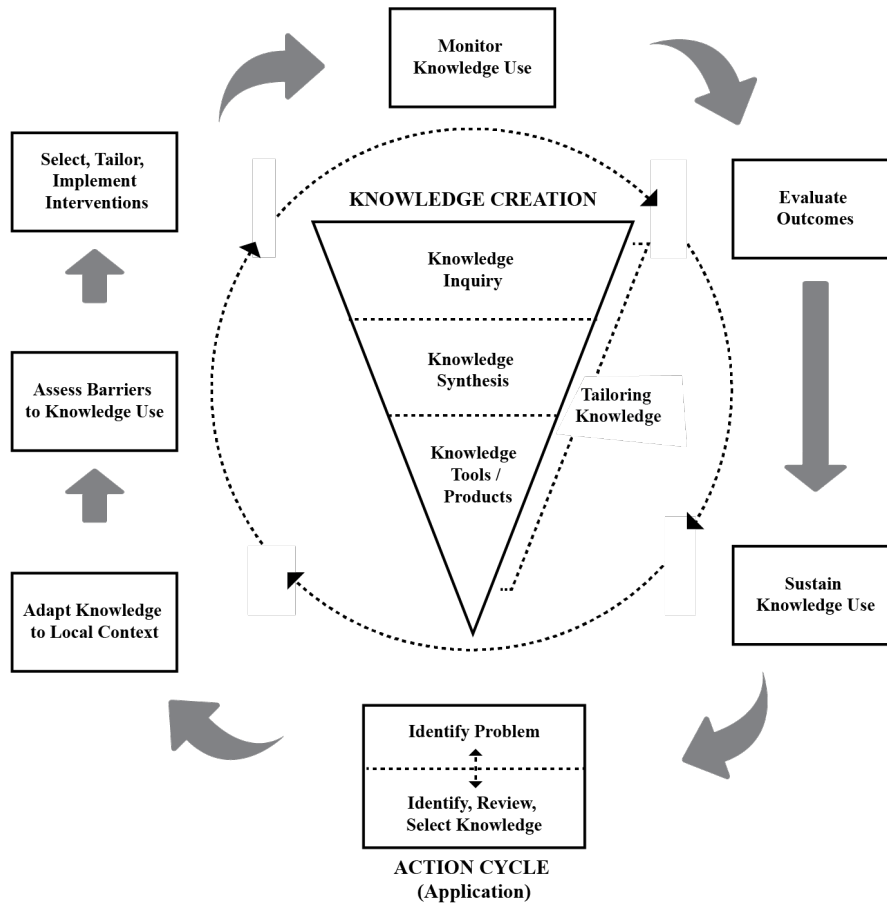 Monitor
Knowledge Use
Select, Tailor,
Implement
Interventions
Evaluate
Outcomes
KNOWLEDGE CREATION
Knowledge
Inquiry
Knowledge
Synthesis
Knowledge
Tools /
Products
Tailoring
Knowledge
Assess Barriers
to Knowledge Use
Adapt Knowledge
to Local Context
Sustain
Knowledge Use
Identify Problem
Identify, Review,
Select Knowledge
ACTION CYCLE
(Application)